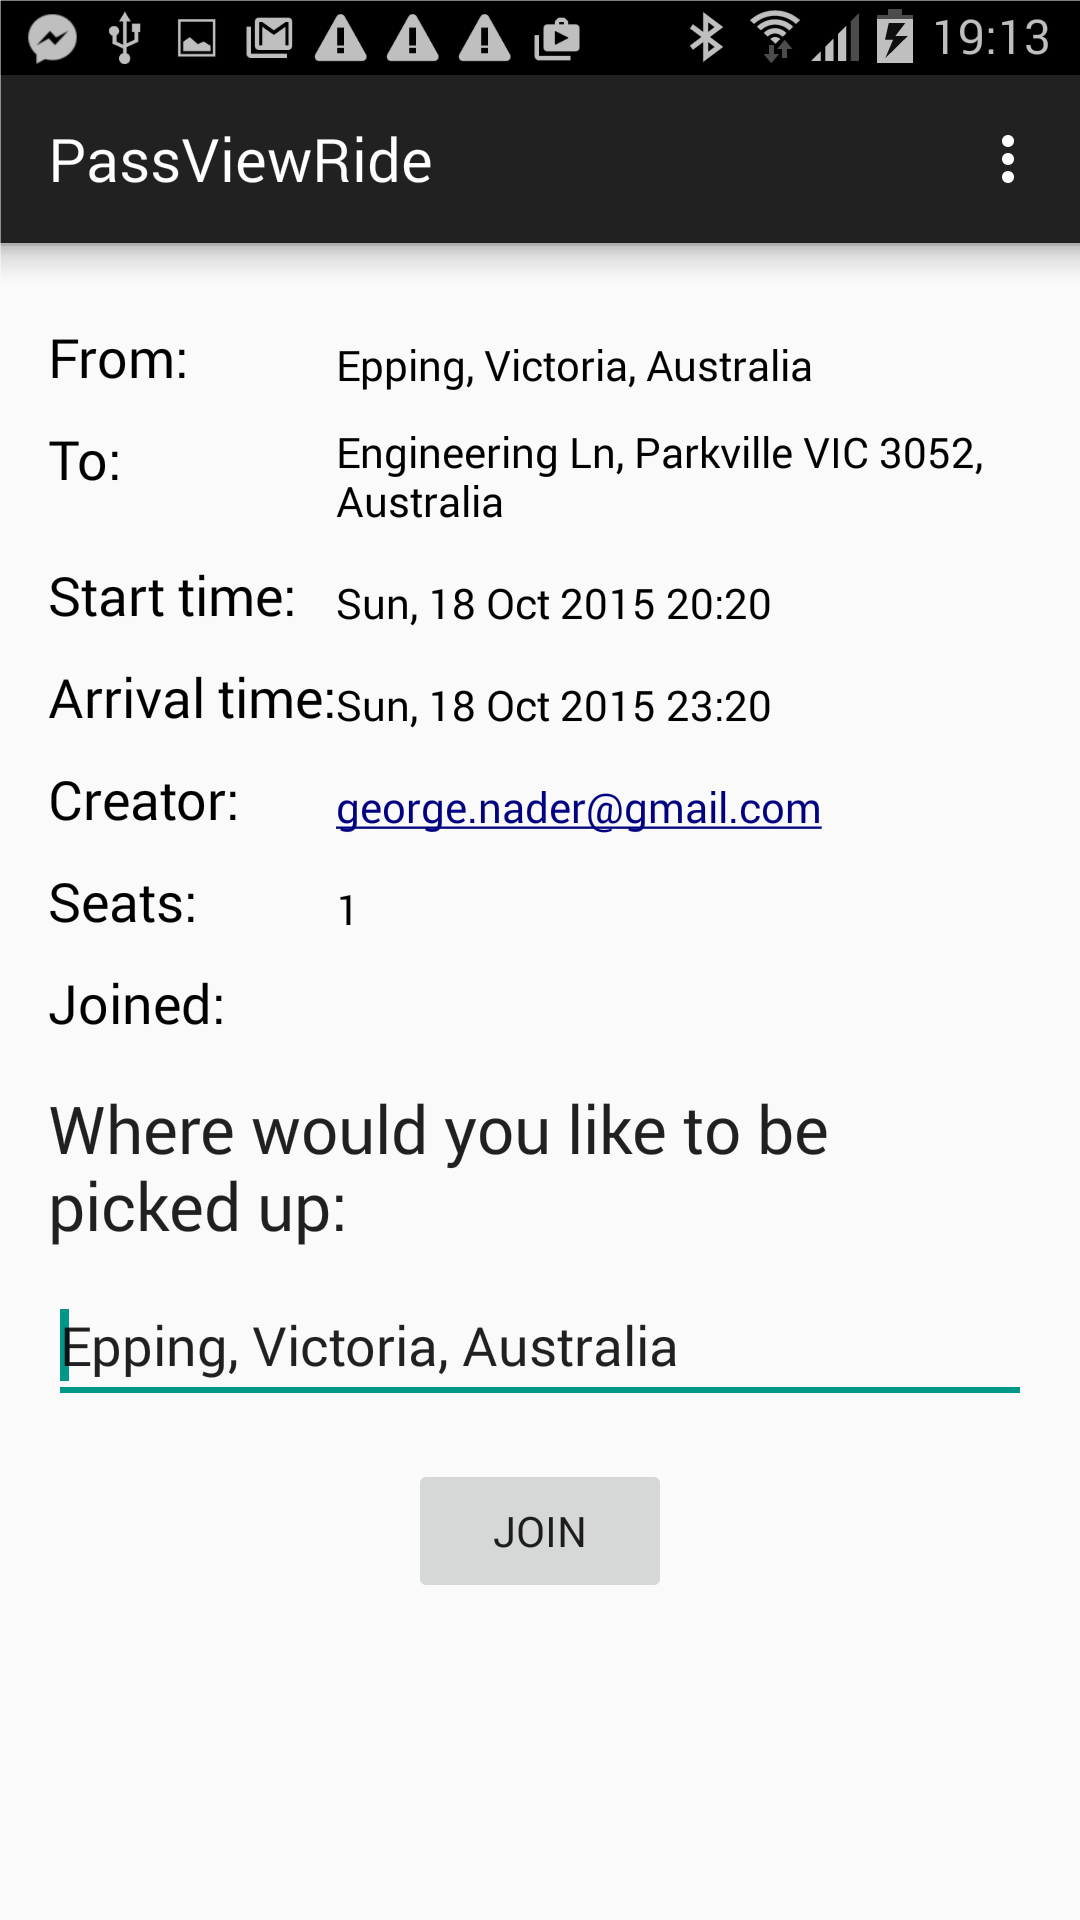 19:13
PassViewRide
From: Epping, Victoria, Australia
To: Engineering Ln, Parkville VIC 3052,
Australia
Start time: Sun, 18 Oct 2015 20:20
Arrival time: Sun, 18 Oct 2015 23:20
Creator: george.nader@gmail.com
Seats: 1
Joined:
Where would you like to be
picked up:
Epping, Victoria, Australia
JOIN